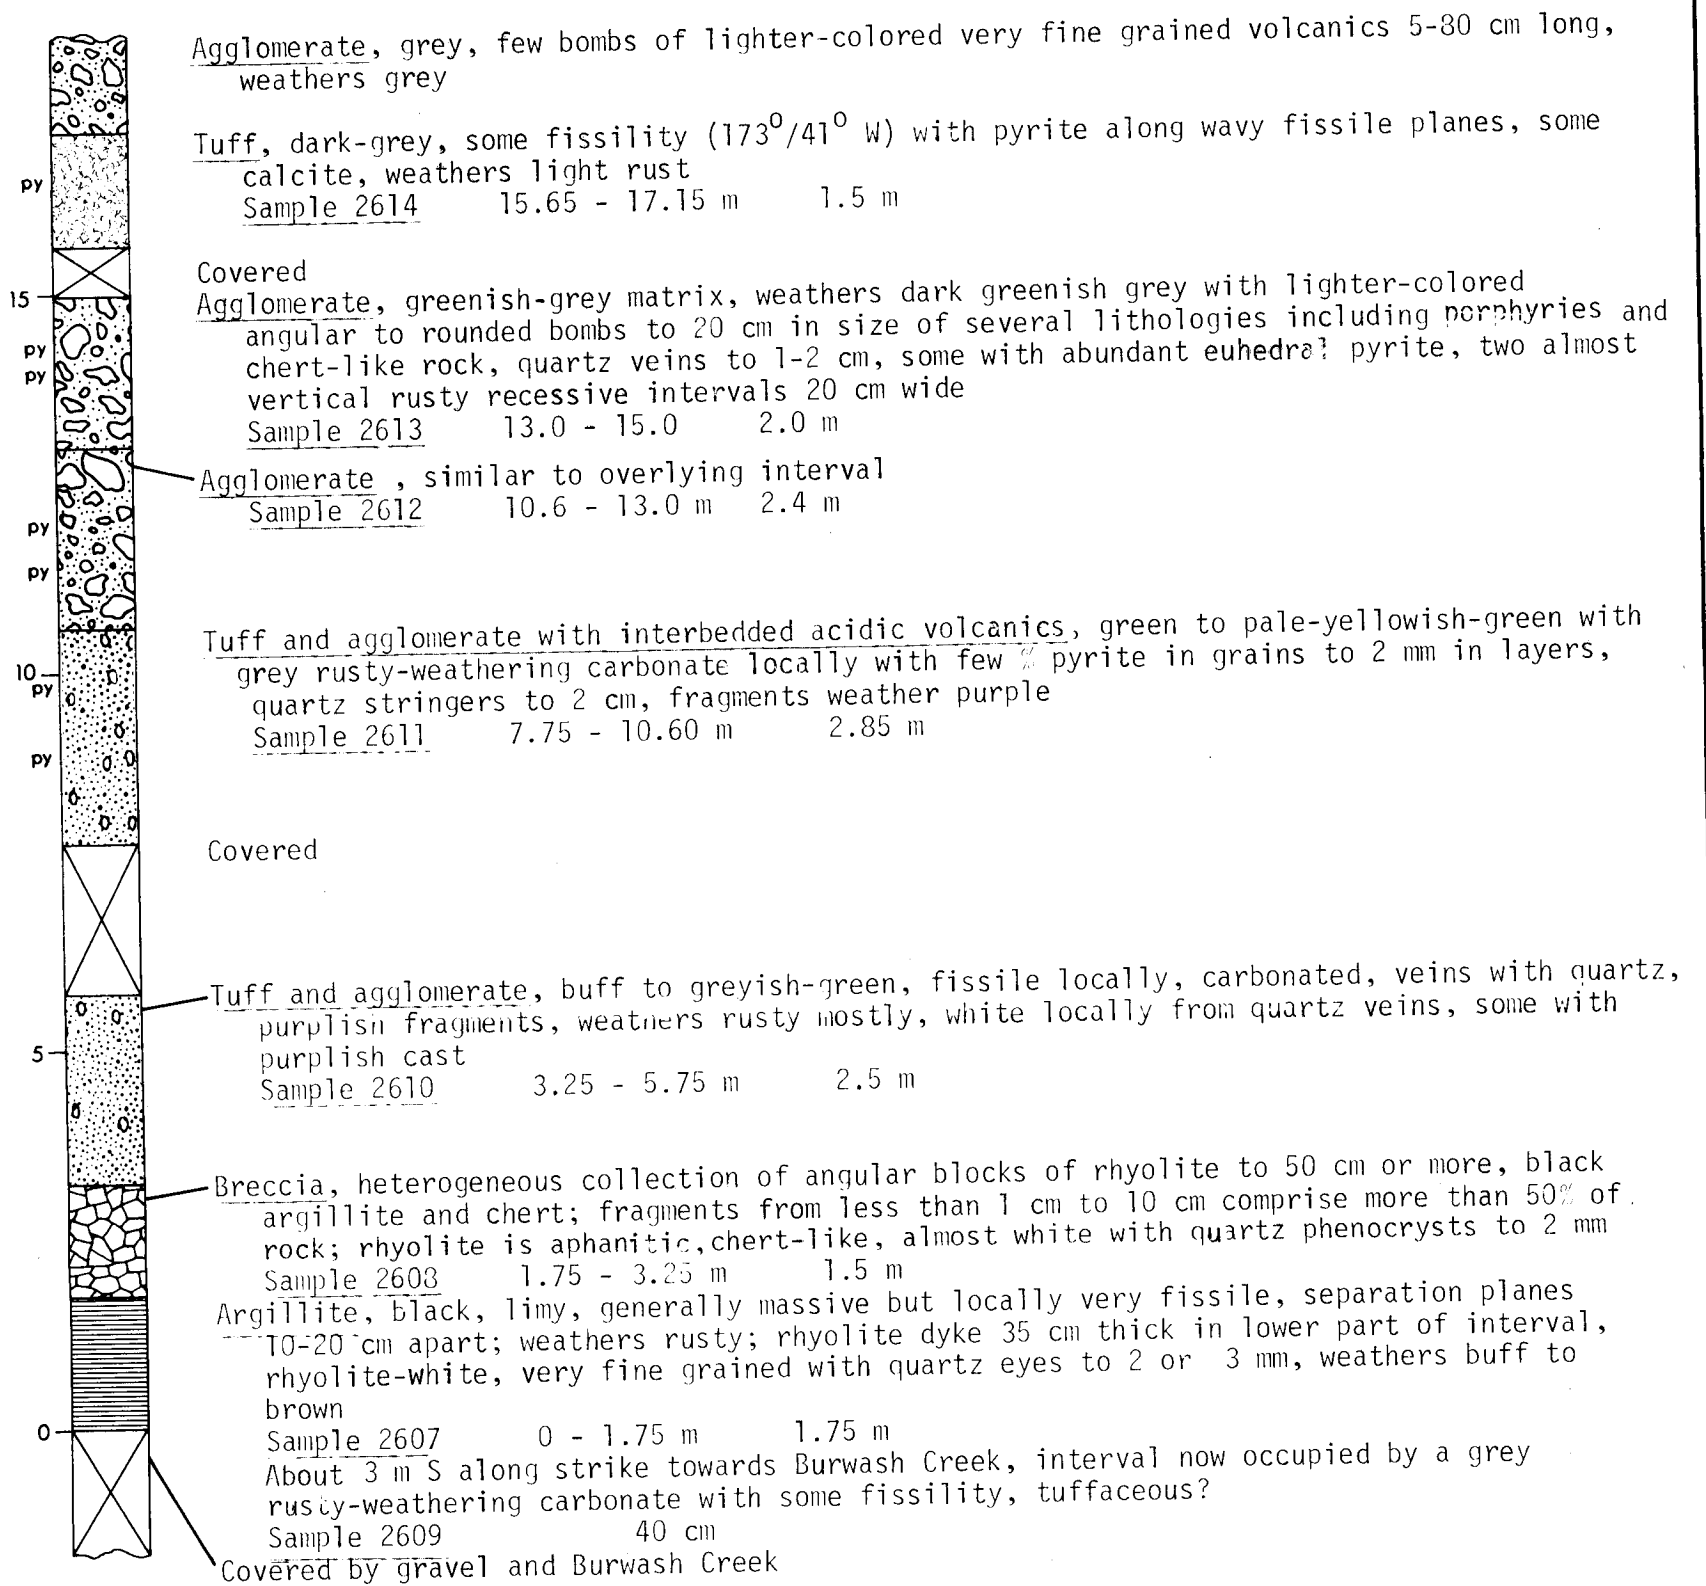 Agglomerate, grey, few bombs of lighter-colored very fine grained volcanics 5-80 cm long,
weathers grey
Tuff, dark-grey, some fissility (173°/41° W) with pyrite along wavy fissile planes, some
calcite, weathers light rust
py
Sample 2614 15.65 - 17.15 m 1.5 m
Covered
15
Agglomerate, greenish-grey matrix, weathers dark greenish grey with lighter-colored
angular to rounded bombs to 20 cm in size of several lithologies including porphyries and
py
chert-like rock, quartz veins to 1-2 cm, some with abundant euhedral pyrite, two almost
py
vertical rusty recessive intervals 20 cm wide
Sample 2613 13.0 - 15.0 2.0 m
Agglomerate , similar to overlying interval
Sample 2612 10.6 - 13.0 m 2.4 m
py
py
Tuff and agglomerate with interbedded acidic volcanics, green to pale-yellowish-green with
10
grey rusty-weathering carbonate locally with few % pyrite in grains to 2 mm in layers,
py
quartz stringers to 2 cm, fragments weather purple
Sample 2611 7.75 - 10.60 m 2.85 m
py
Covered
Tuff and agglomerate, buff to greyish-green, fissile locally, carbonated, veins with quartz,
purplish fragments, weathers rusty mostly, white locally from quartz veins, some with
5
purplish cast
Sample 2610 3.25 - 5.75 m 2.5 m
Breccia, heterogeneous collection of angular blocks of rhyolite to 50 cm or more, black
argillite and chert; fragments from less than 1 cm to 10 cm comprise more than 50% of
rock; rhyolite is aphanitic, chert-like, almost white with quartz phenocrysts to 2 mm
Sample 2608 1.75 - 3.25 m 1.5 m
Argillite, black, limy, generally massive but locally very fissile, separation planes
10-20 cm apart; weathers rusty; rhyolite dyke 35 cm thick in lower part of interval,
rhyolite-white, very fine grained with quartz eyes to 2 or 3 mm, weathers buff to
brown
0
Sample 2607 0 - 1.75 m 1.75 m
About 3 m S along strike towards Burwash Creek, interval now occupied by a grey
rusty-weathering carbonate with some fissility, tuffaceous?
Sample 2609 40 cm
Covered by gravel and Burwash Creek